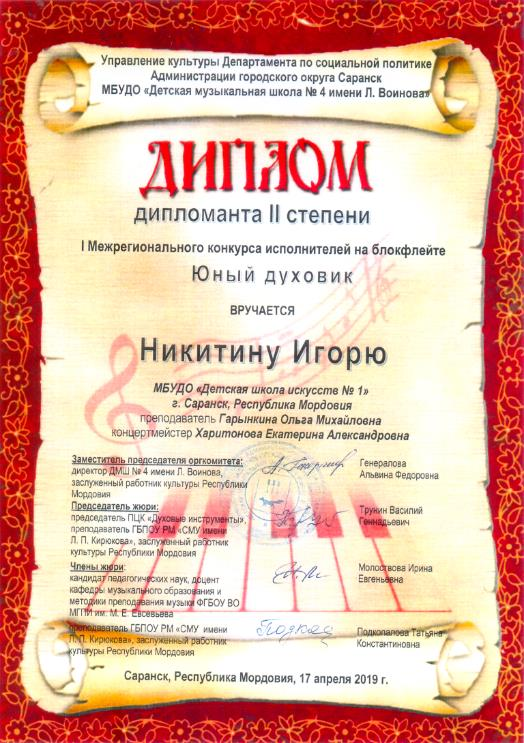 Управление культуры Департамента по социальной политике
Администрации городского округа Саранск
МБУДО «Детская музыкальная школа № 4 имени Л. Воинова»
ДИПЛОМ
дипломанта II степени
I Межрегионального конкурса исполнителей на блокфлейте
Юный духовик
ВРУЧАЕТСЯ
Никитину Игорю
МБУДО «Детская школа искусств № 1»
г. Саранск, Республика Мордовия
преподаватель Гарынкина Ольга Михайловна
концертмейстер Харитонова Екатерина Александровна
Заместитель председателя оргкомитета:
директор ДМШ № 4 имени Л. Воинова,
заслуженный работник культуры Республики
Мордовия
Генералова
Альвина Федоровна
Председатель жюри:
председатель ПЦК «Духовые инструменты»,
преподаватель ГБПОУ РМ «СМУ имени
Л. П. Кирюкова», заслуженный работник
культуры Республики Мордовия
Трунин Василий
Геннадьевич
Члены жюри:
кандидат педагогических наук, доцент
кафедры музыкального образования и
методики преподавания музыки ФГБОУ ВО
МГПИ им. М. Е. Евсевьева
Молоствова Ирина
Евгеньевна
преподаватель ГБПОУ РМ «СМУ имени
Л. П. Кирюкова», заслуженный работник
культуры Республики Мордовия
Подкопалова Татьяна
Константиновна
Саранск, Республика Мордовия, 17 апреля 2019 г.